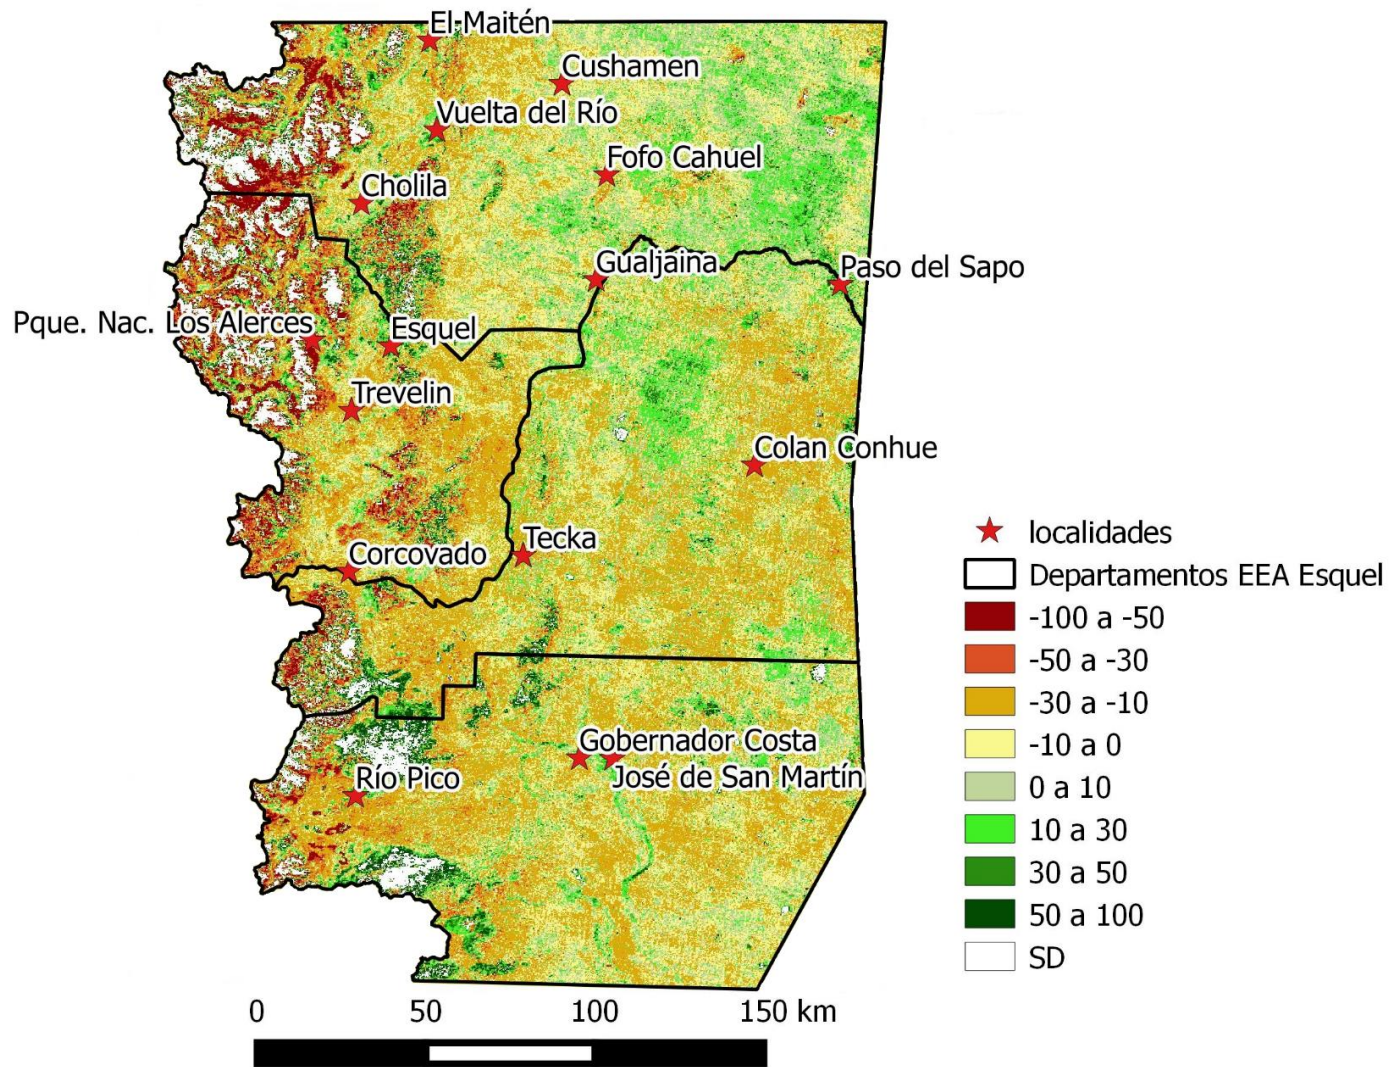 El Maitén
Cushamen
Vuelta del Río
Fofo Cahuel
Cholila
Gualjaina
Paso del Sapo
Pque. Nac. Los Alerces
Esquel
Trevelin
Colan Conhue
Tecka
Corcovado
Gobernador Costa
José de San Martín
Río Pico
localidades
Departamentos EEA Esquel
-100 a -50
-50 a -30
-30 a -10
-10 a 0
0 a 10
10 a 30
30 a 50
50 a 100
SD
0 50 100 150 km